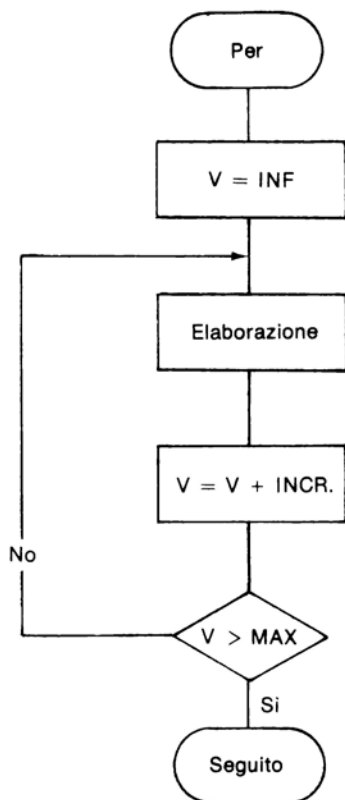 Per
V = INF
Elaborazione
V = V + INCR.
No
V > MAX
Si
Seguito